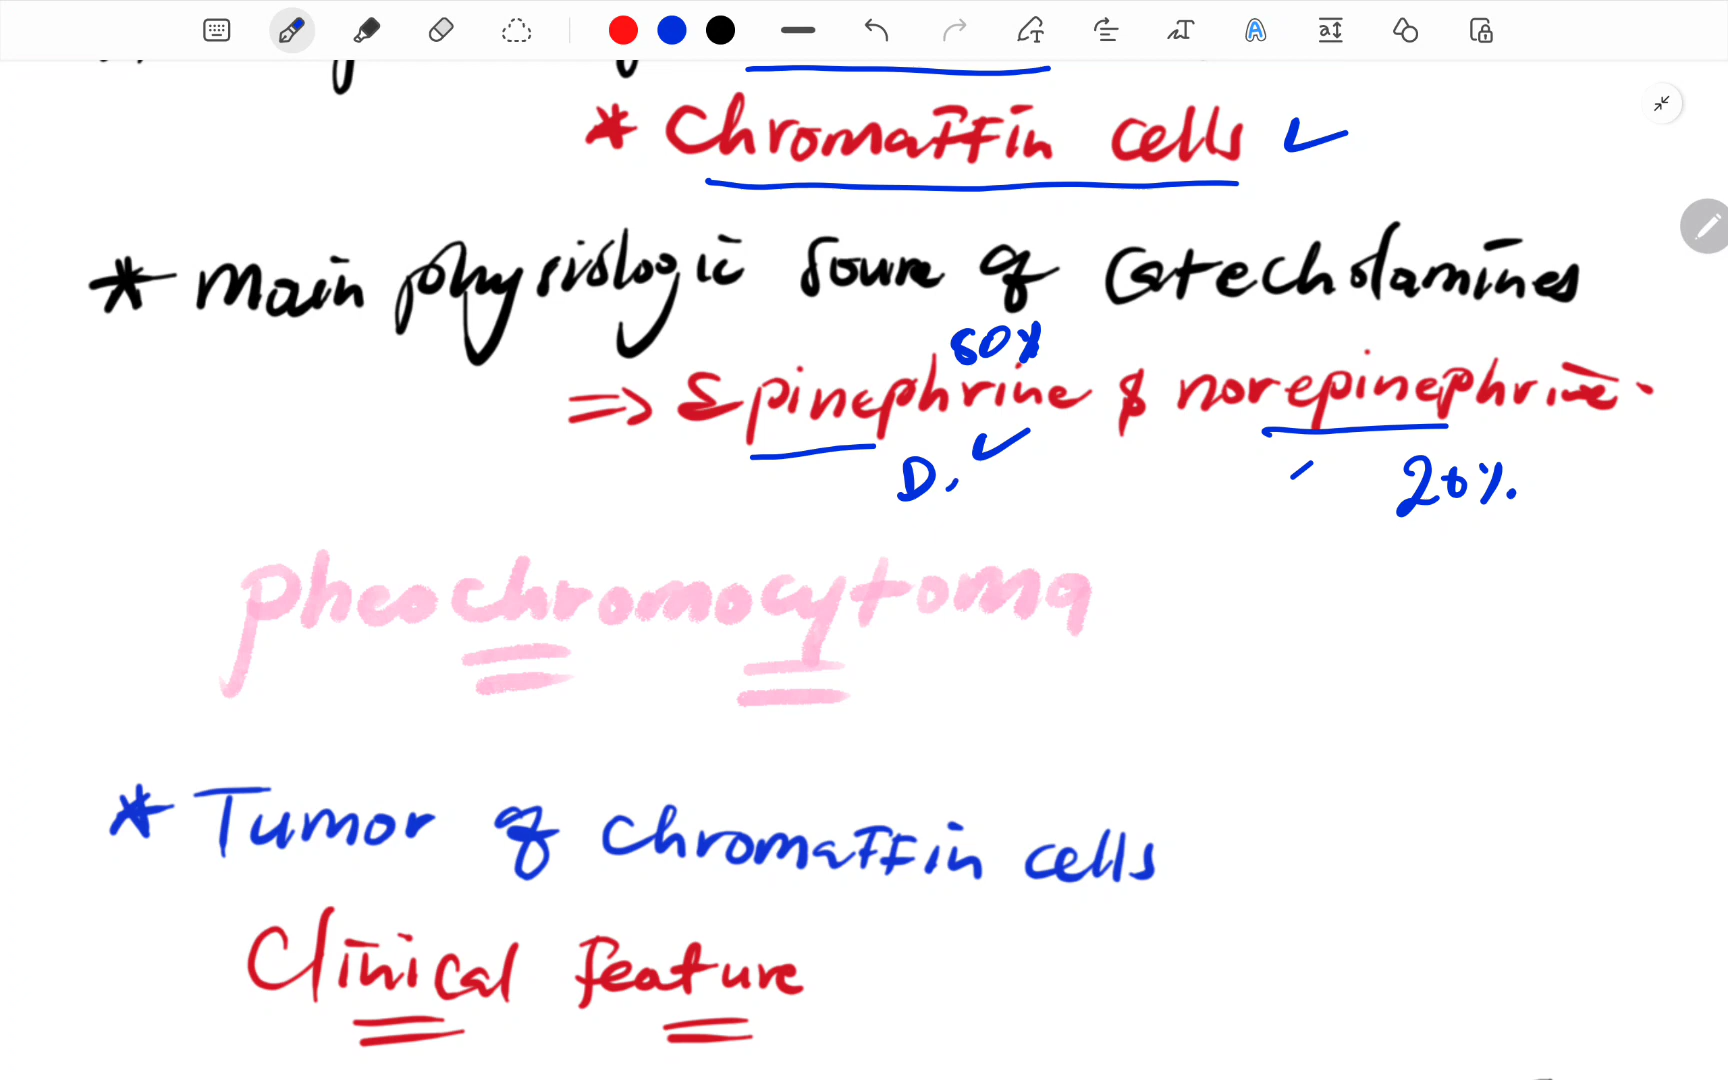 * Chromaffin cells ✓
* Main physiologic Source of Catecholamines
80%
=> Epinephrine & norepinephrine.
D, ✓ 20%.
pheochromocytoma
* Tumor of chromaffin cells
Clinical feature